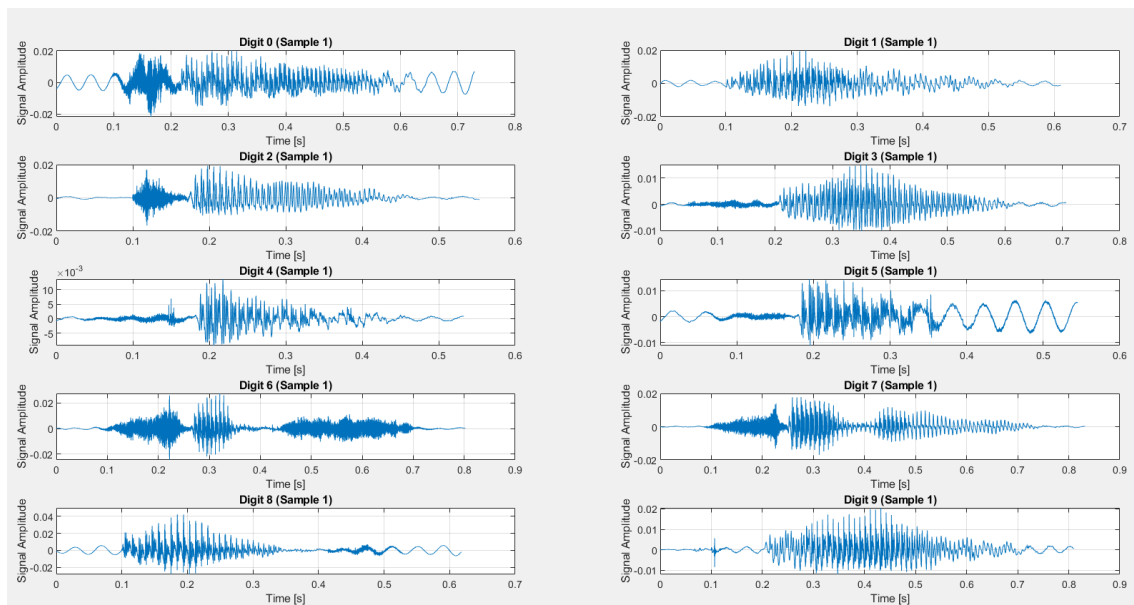 Digit 0 (Sample 1)
Signal Amplitude
0.02
0
-0.02
0 0.1 0.2 0.3 0.4 0.5 0.6 0.7 0.8
Time [s]
Digit 1 (Sample 1)
Signal Amplitude
0.02
0
-0.02
0 0.1 0.2 0.3 0.4 0.5 0.6 0.7
Time [s]
Digit 2 (Sample 1)
Signal Amplitude
0.02
0
-0.02
0 0.1 0.2 0.3 0.4 0.5 0.6
Time [s]
Digit 3 (Sample 1)
Signal Amplitude
0.01
0
-0.01
0 0.1 0.2 0.3 0.4 0.5 0.6 0.7 0.8
Time [s]
Digit 4 (Sample 1)
×10⁻³
Signal Amplitude
10
5
0
-5
0 0.1 0.2 0.3 0.4 0.5 0.6
Time [s]
Digit 5 (Sample 1)
Signal Amplitude
0.01
0
-0.01
0 0.1 0.2 0.3 0.4 0.5 0.6
Time [s]
Digit 6 (Sample 1)
Signal Amplitude
0.02
0
-0.02
0 0.1 0.2 0.3 0.4 0.5 0.6 0.7 0.8 0.9
Time [s]
Digit 7 (Sample 1)
Signal Amplitude
0.02
0
-0.02
0 0.1 0.2 0.3 0.4 0.5 0.6 0.7 0.8 0.9
Time [s]
Digit 8 (Sample 1)
Signal Amplitude
0.04
0.02
0
-0.02
0 0.1 0.2 0.3 0.4 0.5 0.6 0.7
Time [s]
Digit 9 (Sample 1)
Signal Amplitude
0.02
0.01
0
-0.01
0 0.1 0.2 0.3 0.4 0.5 0.6 0.7 0.8 0.9
Time [s]